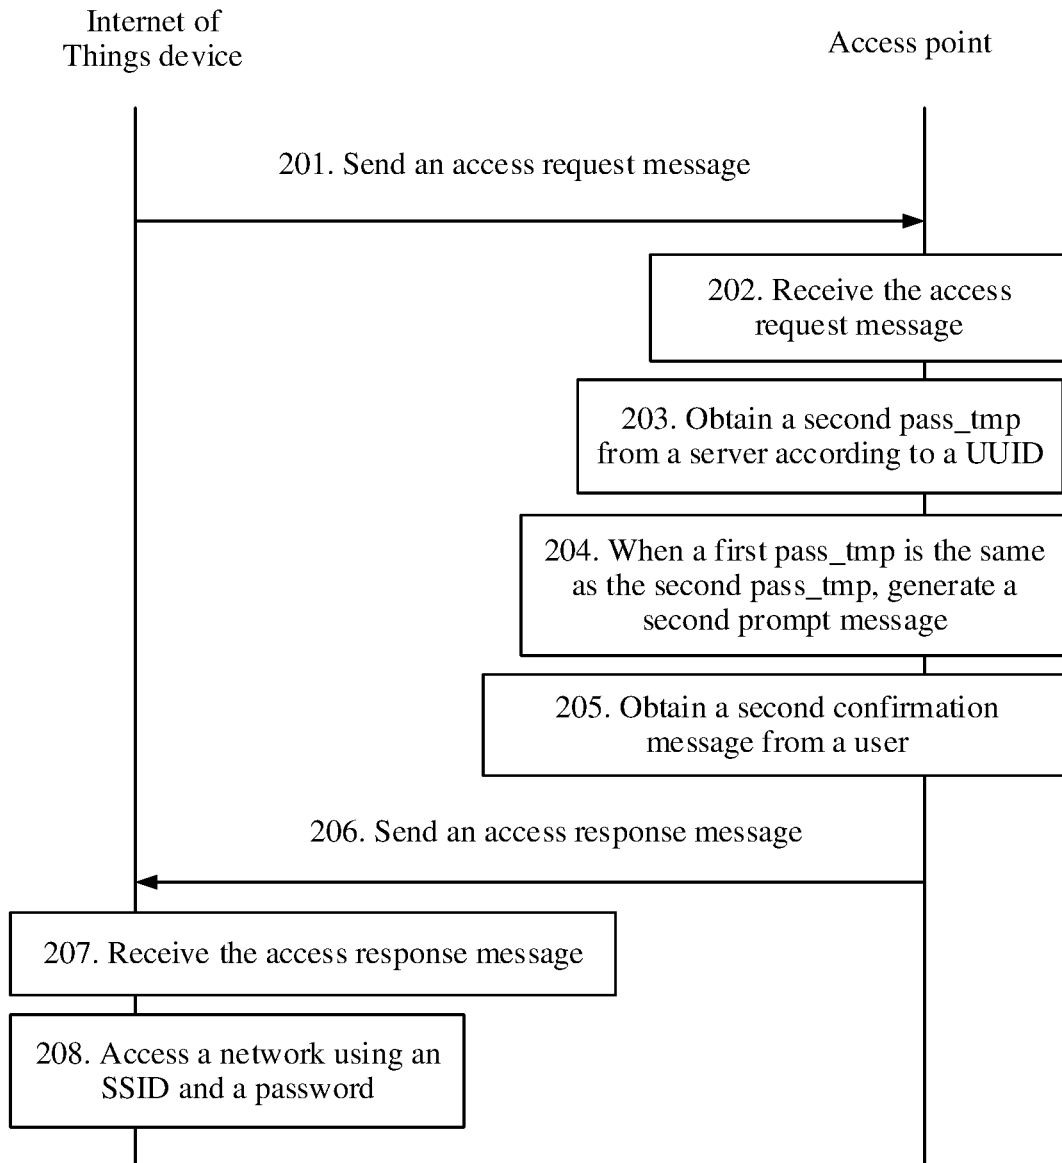 Internet of
Things device
Access point
201. Send an access request message
202. Receive the access
request message
203. Obtain a second pass_tmp
from a server according to a UUID
204. When a first pass_tmp is the same
as the second pass_tmp, generate a
second prompt message
205. Obtain a second confirmation
message from a user
206. Send an access response message
207. Receive the access response message
208. Access a network using an
SSID and a password